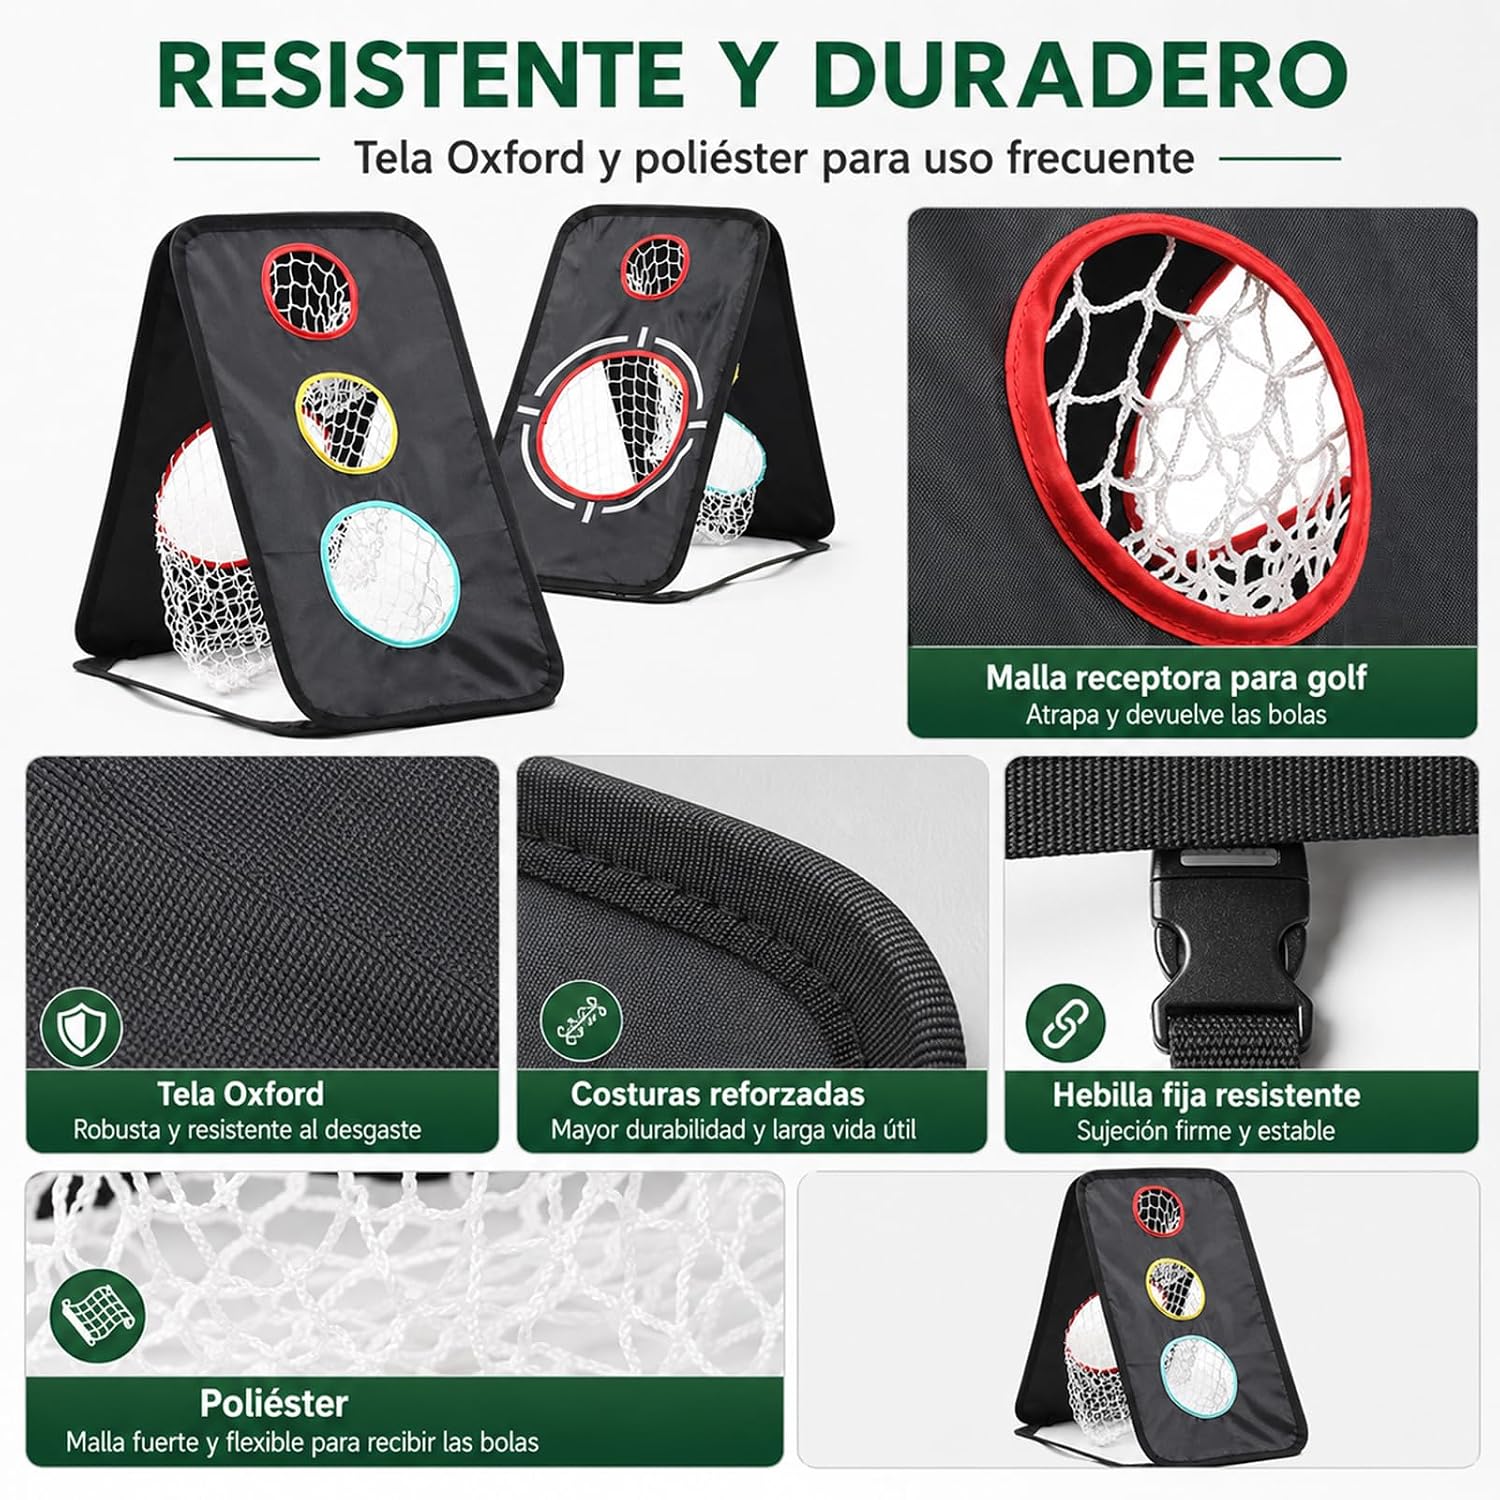 RESISTENTE Y DURADERO
Tela Oxford y poliéster para uso frecuente
Malla receptora para golf
Atrapa y devuelve las bolas
Tela Oxford
Robusta y resistente al desgaste
Costuras reforzadas
Mayor durabilidad y larga vida útil
Hebilla fija resistente
Sujeción firme y estable
Poliéster
Malla fuerte y flexible para recibir las bolas